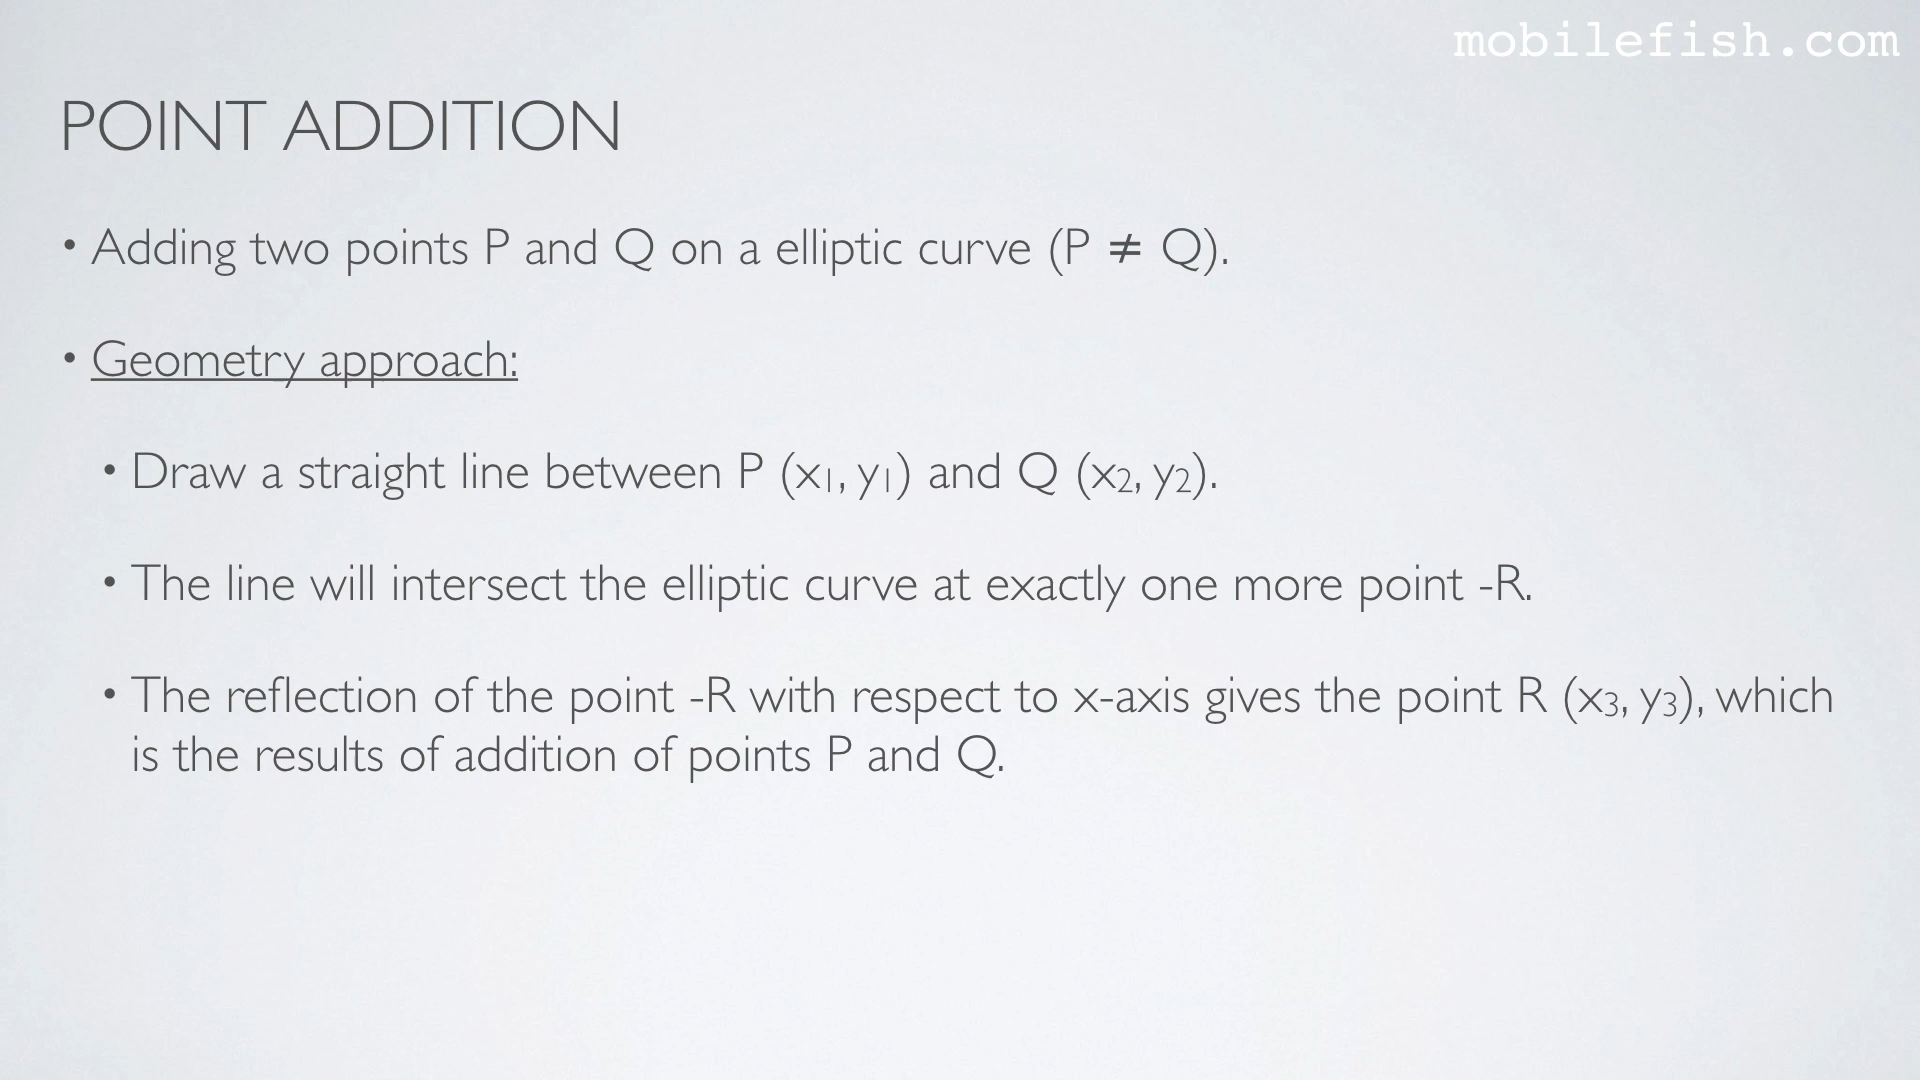 mobilefish.com
POINT ADDITION
• Adding two points P and Q on a elliptic curve (P ≠ Q).
• Geometry approach:
• Draw a straight line between P (x₁, y₁) and Q (x₂, y₂).
• The line will intersect the elliptic curve at exactly one more point -R.
• The reflection of the point -R with respect to x-axis gives the point R (x₃, y₃), which
is the results of addition of points P and Q.